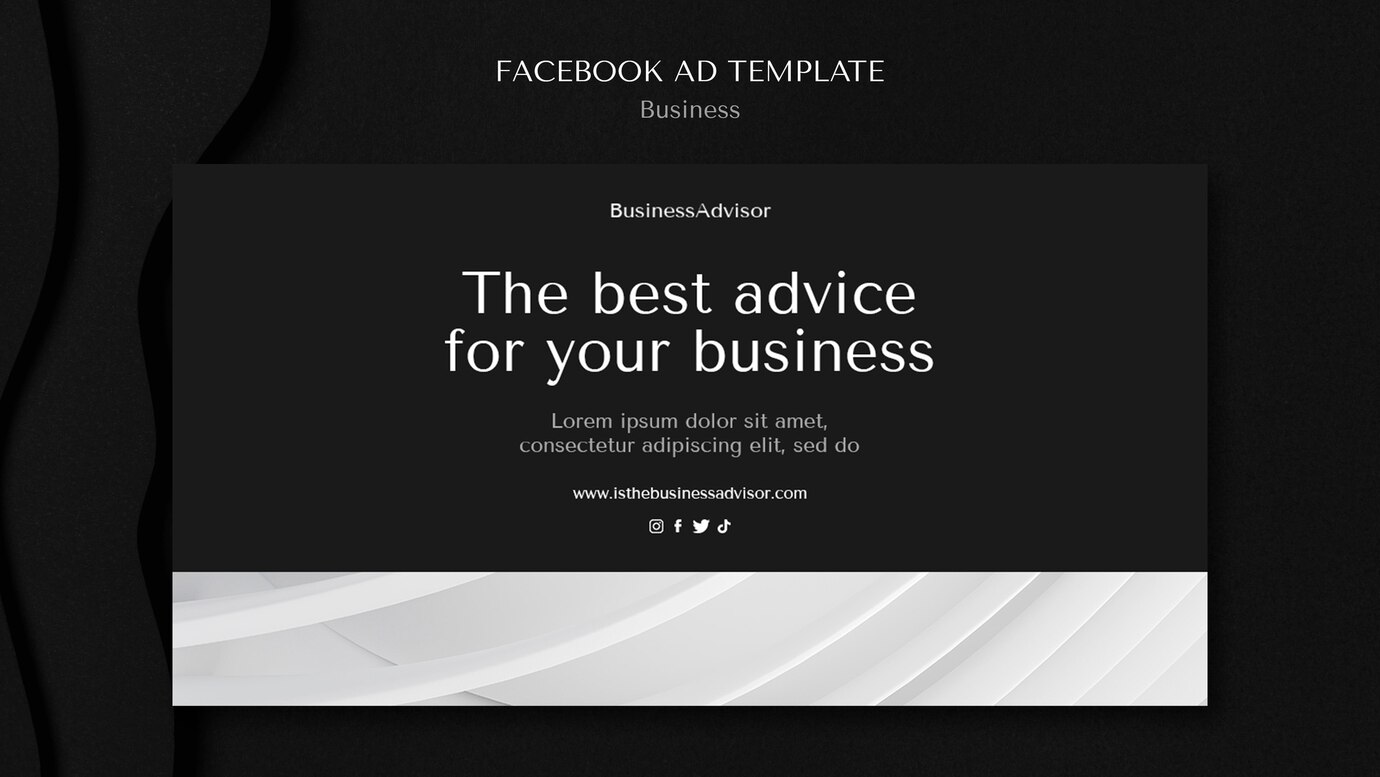 FACEBOOK AD TEMPLATE
Business
BusinessAdvisor
The best advice
for your business
Lorem ipsum dolor sit amet,
consectetur adipiscing elit, sed do
www.isthebusinessadvisor.com